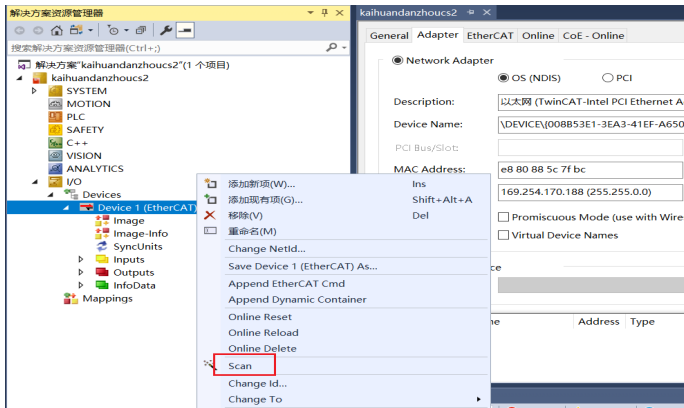 解决方案资源管理器
搜索解决方案资源管理器(Ctrl+;)
解决方案"kaihuandanzhoucs2"(1 个项目)
kaihuandanzhoucs2
SYSTEM
MOTION
PLC
SAFETY
C++
VISION
ANALYTICS
I/O
Devices
Device 1 (EtherCAT)
Image
Image-Info
SyncUnits
Inputs
Outputs
InfoData
Mappings
添加新项(W)... Ins
添加现有项(G)... Shift+Alt+A
移除(V) Del
重命名(M)
Change NetId...
Save Device 1 (EtherCAT) As...
Append EtherCAT Cmd
Append Dynamic Container
Online Reset
Online Reload
Online Delete
Scan
Change Id...
Change To
kaihuandanzhoucs2
General Adapter EtherCAT Online CoE - Online
Network Adapter
OS (NDIS) PCI
Description: 以太网 (TwinCAT-Intel PCI Ethernet A
Device Name: \DEVICE\{008B53E1-3EA3-41EF-A650
PCI Bus/Slot:
MAC Address: e8 80 88 5c 7f bc
169.254.170.188 (255.255.0.0)
Promiscuous Mode (use with Wire
Virtual Device Names
ce
ne Address Type